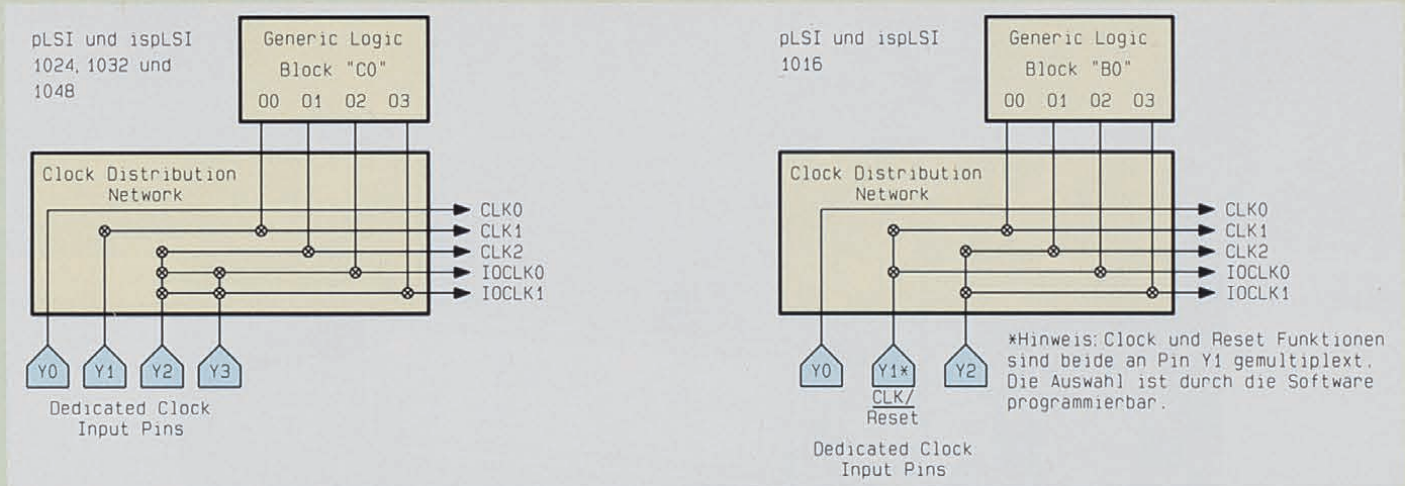 pLSI und ispLSI
1024, 1032 und
1048
Generic Logic
Block "C0"
00 01 02 03
Clock Distribution
Network
CLK0
CLK1
CLK2
IOCLK0
IOCLK1
Y0 Y1 Y2 Y3
Dedicated Clock
Input Pins
pLSI und ispLSI
1016
Generic Logic
Block "B0"
00 01 02 03
Clock Distribution
Network
CLK0
CLK1
CLK2
IOCLK0
IOCLK1
Y0 Y1* Y2
CLK/
Reset
Dedicated Clock
Input Pins
*Hinweis: Clock und Reset Funktionen
sind beide an Pin Y1 gemultiplext.
Die Auswahl ist durch die Software
programmierbar.